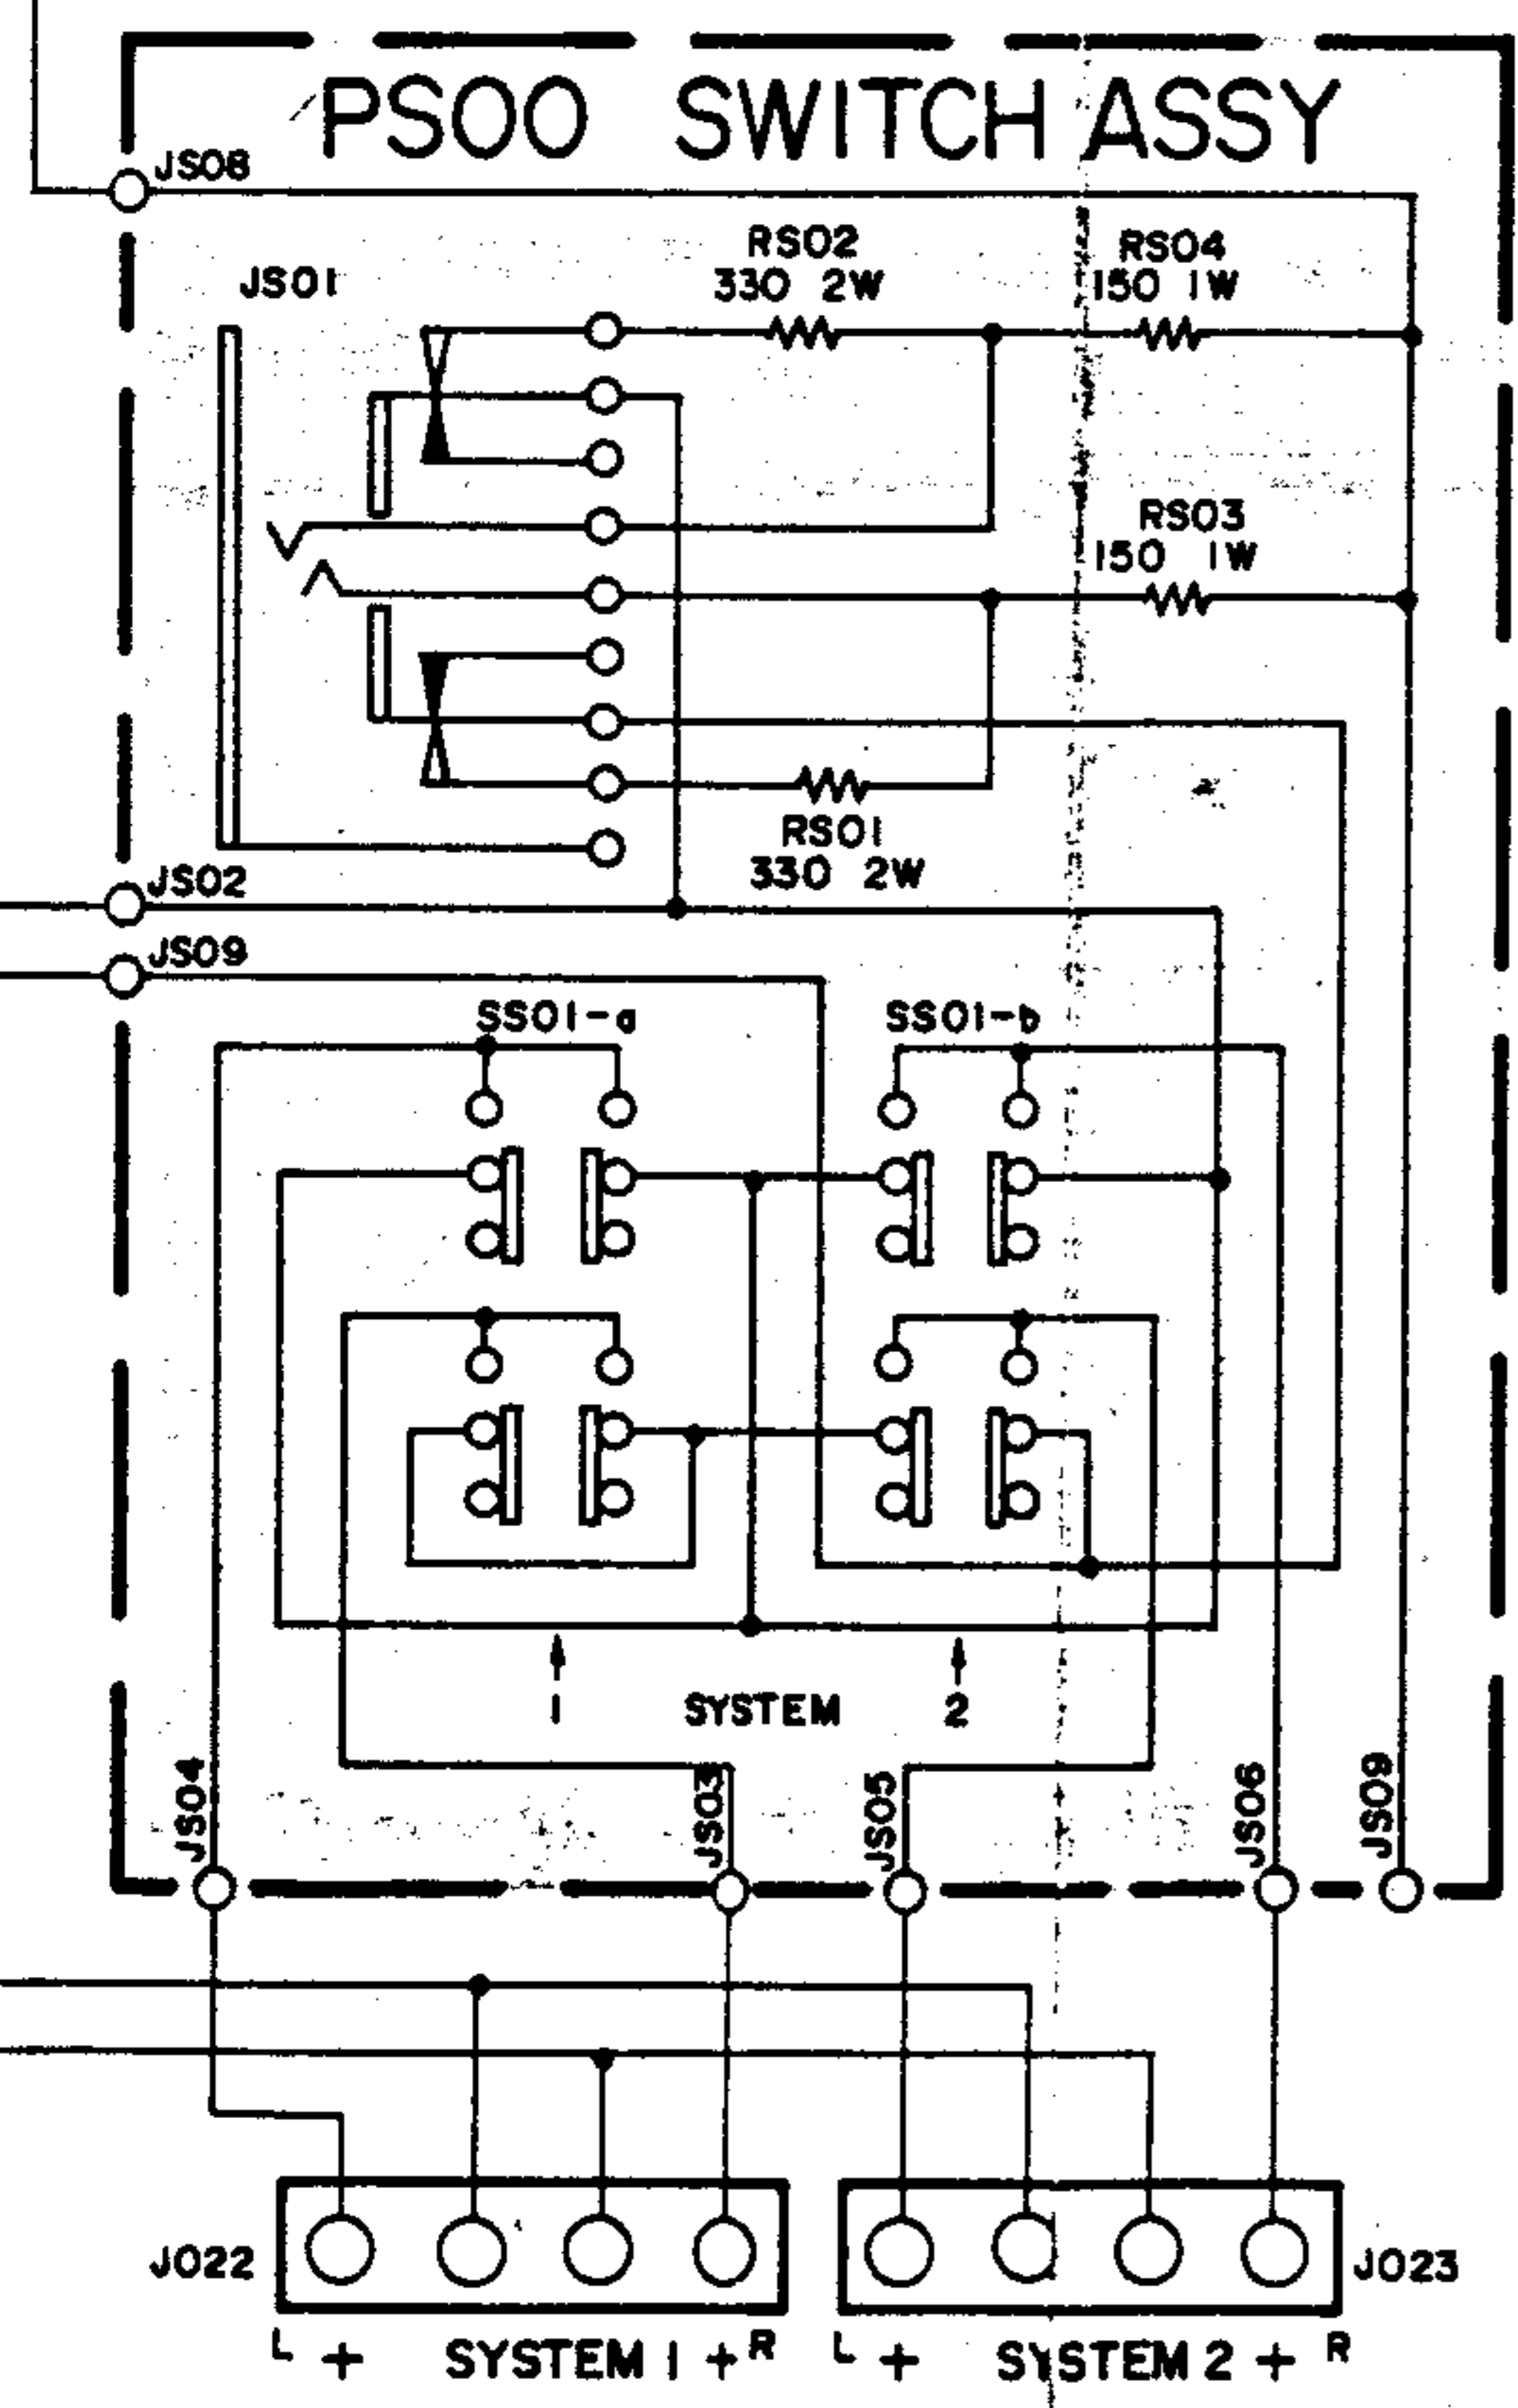 PS00 SWITCH ASSY
JS08
JS01
RS02
330 2W
RS04
150 1W
RS03
150 1W
RS01
330 2W
JS02
JS09
SS01-a
SS01-b
1 SYSTEM 2
JS04
JS03
JS05
JS06
JS09
J022
J023
L + SYSTEM 1 + R
L + SYSTEM 2 + R